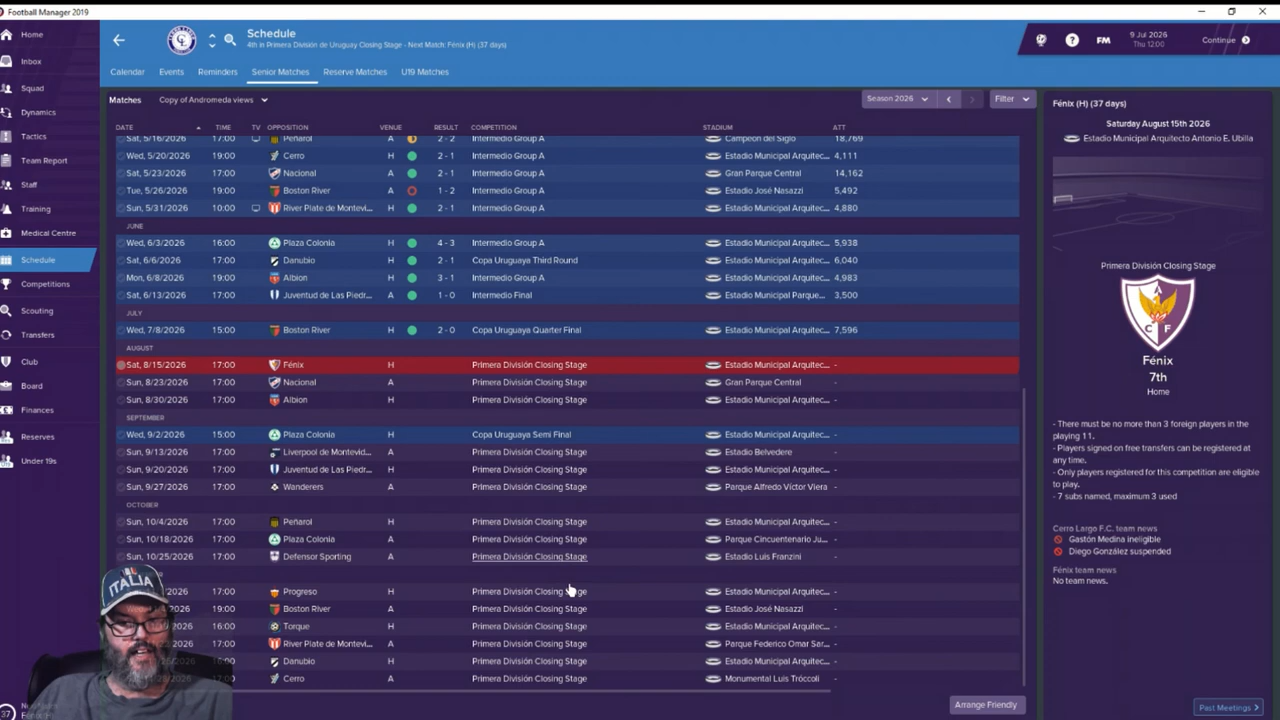 Football Manager 2019
Home
Inbox
Squad
Dynamics
Tactics
Team Report
Staff
Training
Medical Centre
Schedule
Competitions
Scouting
Transfers
Club
Board
Finances
Reserves
Under 19s
Schedule
4th in Primera División de Uruguay Closing Stage - Next Match: Fénix (H) (37 days)
FM
9 Jul 2026
Thu 12:00
Continue
Calendar Events Reminders Senior Matches Reserve Matches U19 Matches
Matches Copy of Andromeda views Season 2026 Filter
DATE TIME TV OPPOSITION VENUE RESULT COMPETITION STADIUM ATT
Sat, 5/16/2026 17:00 Peñarol A 2 - 2 Intermedio Group A Campeón del Siglo 18,769
Wed, 5/20/2026 19:00 Cerro H 2 - 1 Intermedio Group A Estadio Municipal Arquitec... 4,111
Sat, 5/23/2026 17:00 Nacional A 2 - 1 Intermedio Group A Gran Parque Central 14,162
Tue, 5/26/2026 19:00 Boston River A 1 - 2 Intermedio Group A Estadio José Nasazzi 5,492
Sun, 5/31/2026 10:00 River Plate de Montevi... H 2 - 1 Intermedio Group A Estadio Municipal Arquitec... 4,880
JUNE
Wed, 6/3/2026 16:00 Plaza Colonia H 4 - 3 Intermedio Group A Estadio Municipal Arquitec... 5,938
Sat, 6/6/2026 17:00 Danubio H 2 - 1 Copa Uruguaya Third Round Estadio Municipal Arquitec... 6,040
Mon, 6/8/2026 19:00 Albion H 3 - 1 Intermedio Group A Estadio Municipal Arquitec... 4,983
Sat, 6/13/2026 17:00 Juventud de Las Piedr... A 1 - 0 Intermedio Final Estadio Municipal Parque... 3,500
JULY
Wed, 7/8/2026 15:00 Boston River H 2 - 0 Copa Uruguaya Quarter Final Estadio Municipal Arquitec... 7,596
AUGUST
Sat, 8/15/2026 17:00 Fénix H Primera División Closing Stage Estadio Municipal Arquitec... -
Sun, 8/23/2026 17:00 Nacional A Primera División Closing Stage Gran Parque Central -
Sun, 8/30/2026 17:00 Albion H Primera División Closing Stage Estadio Municipal Arquitec... -
SEPTEMBER
Wed, 9/2/2026 15:00 Plaza Colonia H Copa Uruguaya Semi Final Estadio Municipal Arquitec... -
Sun, 9/13/2026 17:00 Liverpool de Montevid... A Primera División Closing Stage Estadio Belvedere -
Sun, 9/20/2026 17:00 Juventud de Las Piedr... H Primera División Closing Stage Estadio Municipal Arquitec... -
Sun, 9/27/2026 17:00 Wanderers A Primera División Closing Stage Parque Alfredo Víctor Viera -
OCTOBER
Sun, 10/4/2026 17:00 Peñarol H Primera División Closing Stage Estadio Municipal Arquitec... -
Sun, 10/18/2026 17:00 Plaza Colonia A Primera División Closing Stage Parque Cincuentenario Ju... -
Sun, 10/25/2026 17:00 Defensor Sporting A Primera División Closing Stage Estadio Luis Franzini -
17:00 Progreso H Primera División Closing Stage Estadio Municipal Arquitec... -
19:00 Boston River A Primera División Closing Stage Estadio José Nasazzi -
16:00 Torque H Primera División Closing Stage Estadio Municipal Arquitec... -
17:00 River Plate de Montevi... A Primera División Closing Stage Parque Federico Omar Sar... -
Danubio H Primera División Closing Stage Estadio Municipal Arquitec... -
Cerro A Primera División Closing Stage Monumental Luis Tróccoli -
Arrange Friendly
ITALIA
37
Fénix (H) (37 days)
Saturday August 15th 2026
Estadio Municipal Arquitecto Antonio E. Ubilla
Primera División Closing Stage
C F
Fénix
7th
Home
- There must be no more than 3 foreign players in the
playing 11.
- Players signed on free transfers can be registered at
any time.
- Only players registered for this competition are eligible
to play.
- 7 subs named, maximum 3 used
Cerro Largo F.C. team news
Gastón Medina ineligible
Diego González suspended
Fénix team news
No team news.
Past Meetings